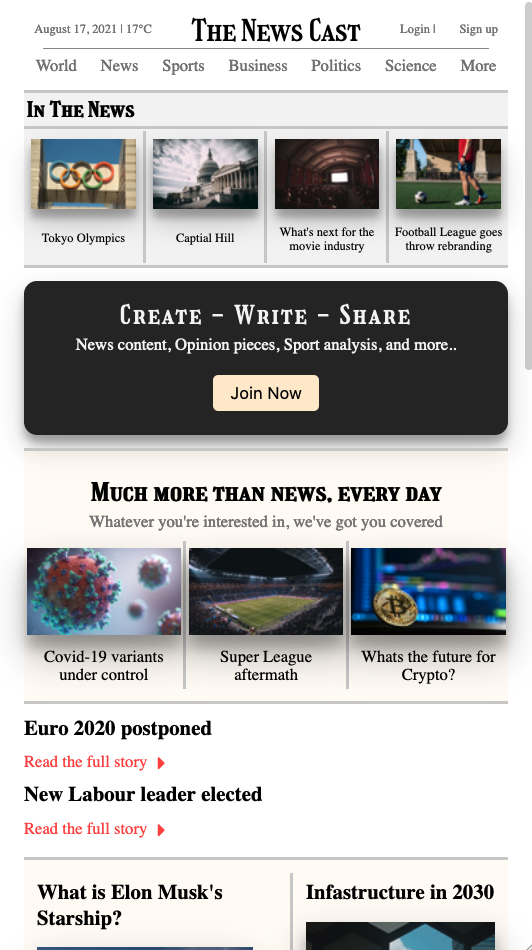 August 17, 2021 | 17°C
The News Cast
Login |
Sign up
World News Sports Business Politics Science More
In The News
Tokyo Olympics
Captial Hill
What's next for the
movie industry
Football League goes
throw rebranding
Create – Write – Share
News content, Opinion pieces, Sport analysis, and more..
Join Now
Much more than news, every day
Whatever you're interested in, we've got you covered
Covid-19 variants
under control
Super League
aftermath
Whats the future for
Crypto?
Euro 2020 postponed
Read the full story
New Labour leader elected
Read the full story
What is Elon Musk's
Starship?
Infastructure in 2030